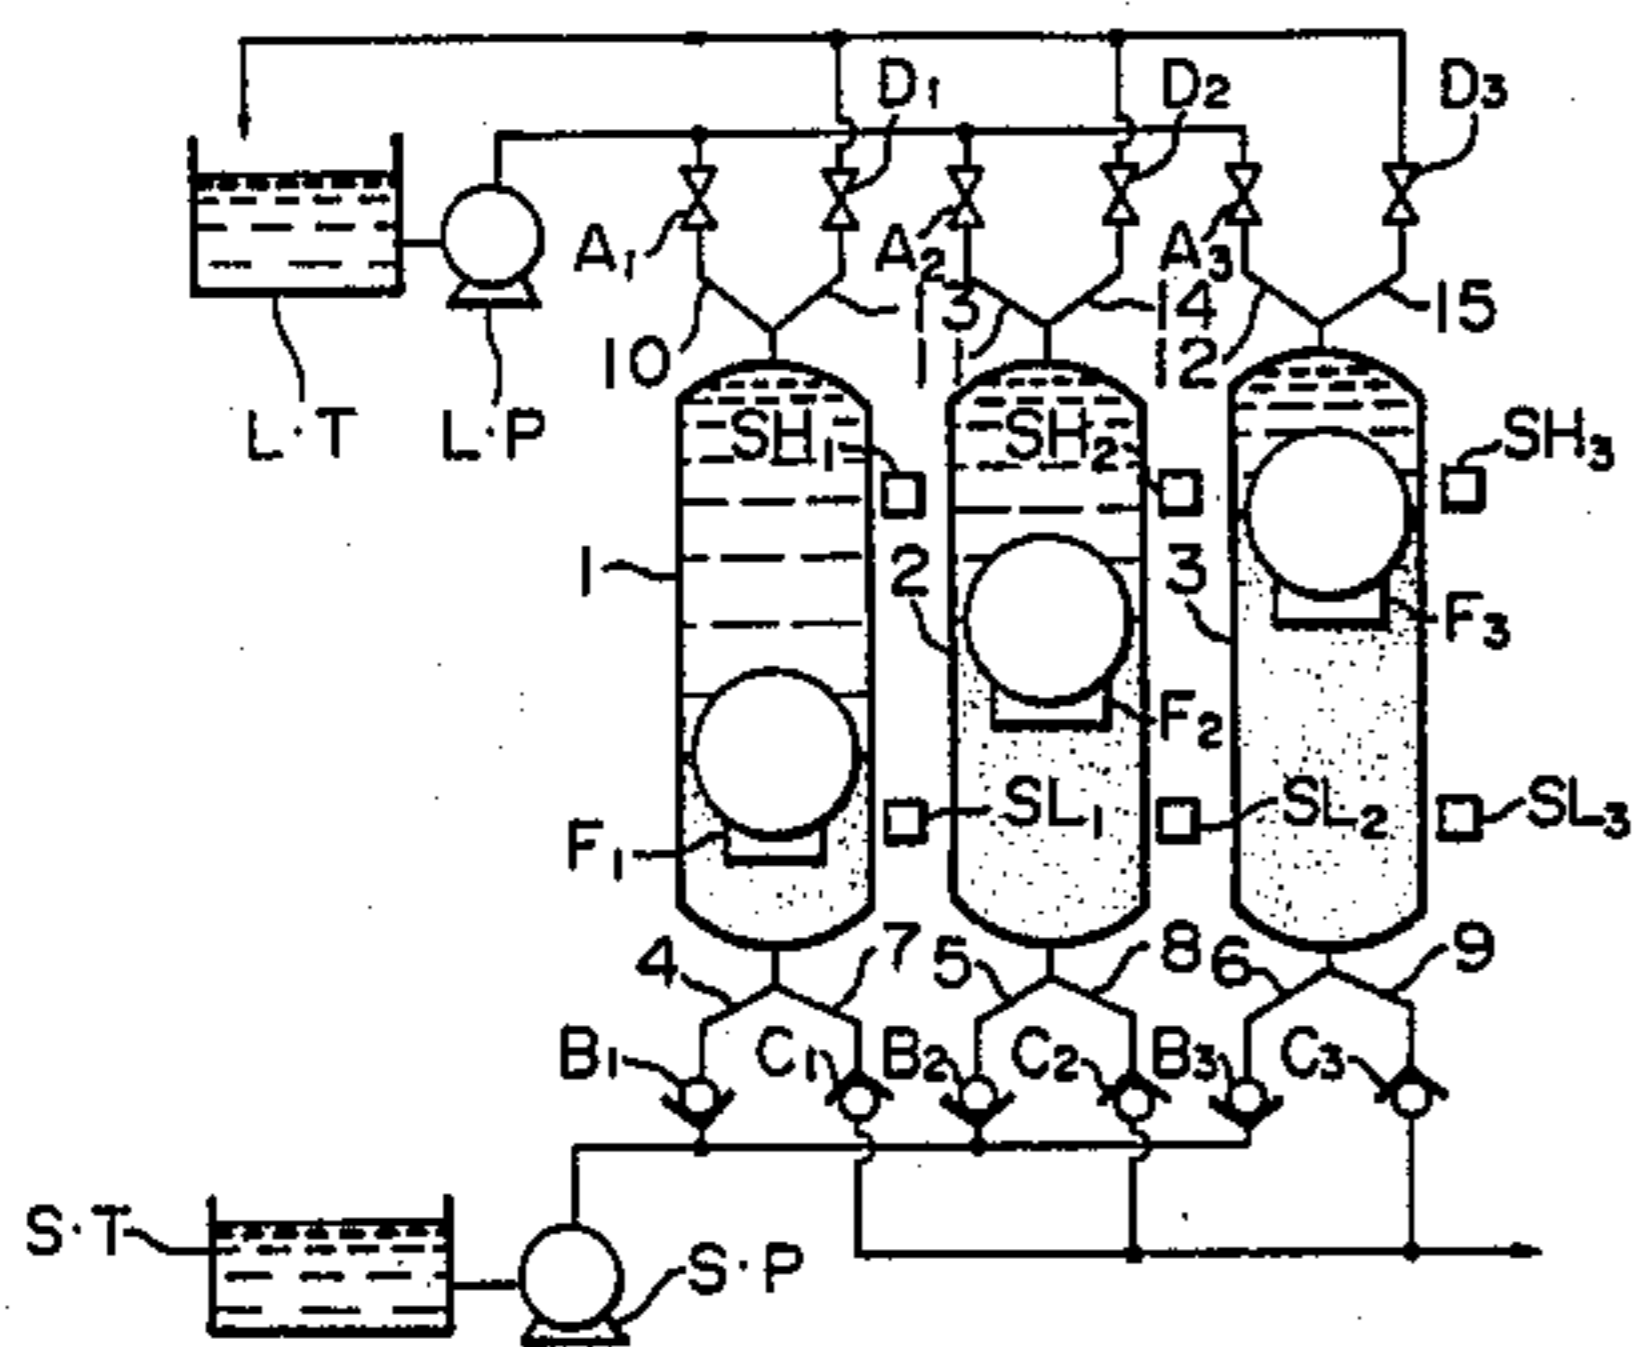 D₁ D₂ D₃
A₁ A₂ A₃
10 13 11 14 12 15
L·T L·P
SH₁ SH₂ SH₃
1 2 3
F₁ F₂ F₃
SL₁ SL₂ SL₃
4 7 5 8 6 9
B₁ C₁ B₂ C₂ B₃ C₃
S·T S·P